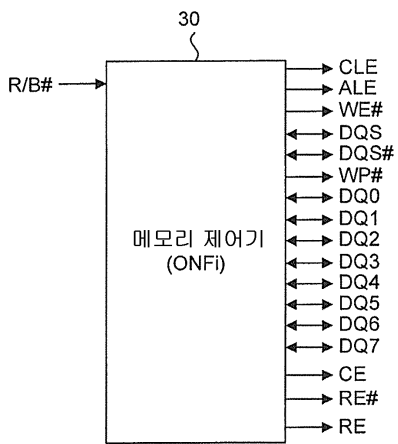 30
R/B#
메모리 제어기
(ONFi)
CLE
ALE
WE#
DQS
DQS#
WP#
DQ0
DQ1
DQ2
DQ3
DQ4
DQ5
DQ6
DQ7
CE
RE#
RE